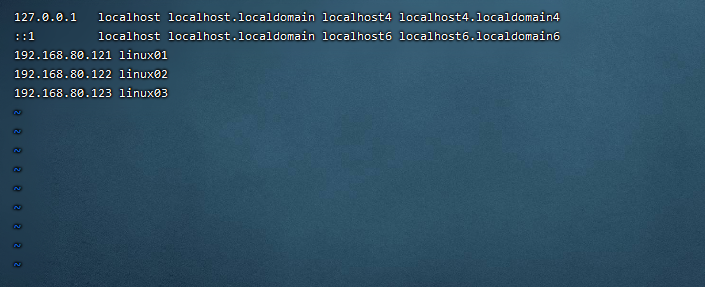 127.0.0.1   localhost localhost.localdomain localhost4 localhost4.localdomain4
::1         localhost localhost.localdomain localhost6 localhost6.localdomain6
192.168.80.121 linux01
192.168.80.122 linux02
192.168.80.123 linux03
~
~
~
~
~
~
~
~
~